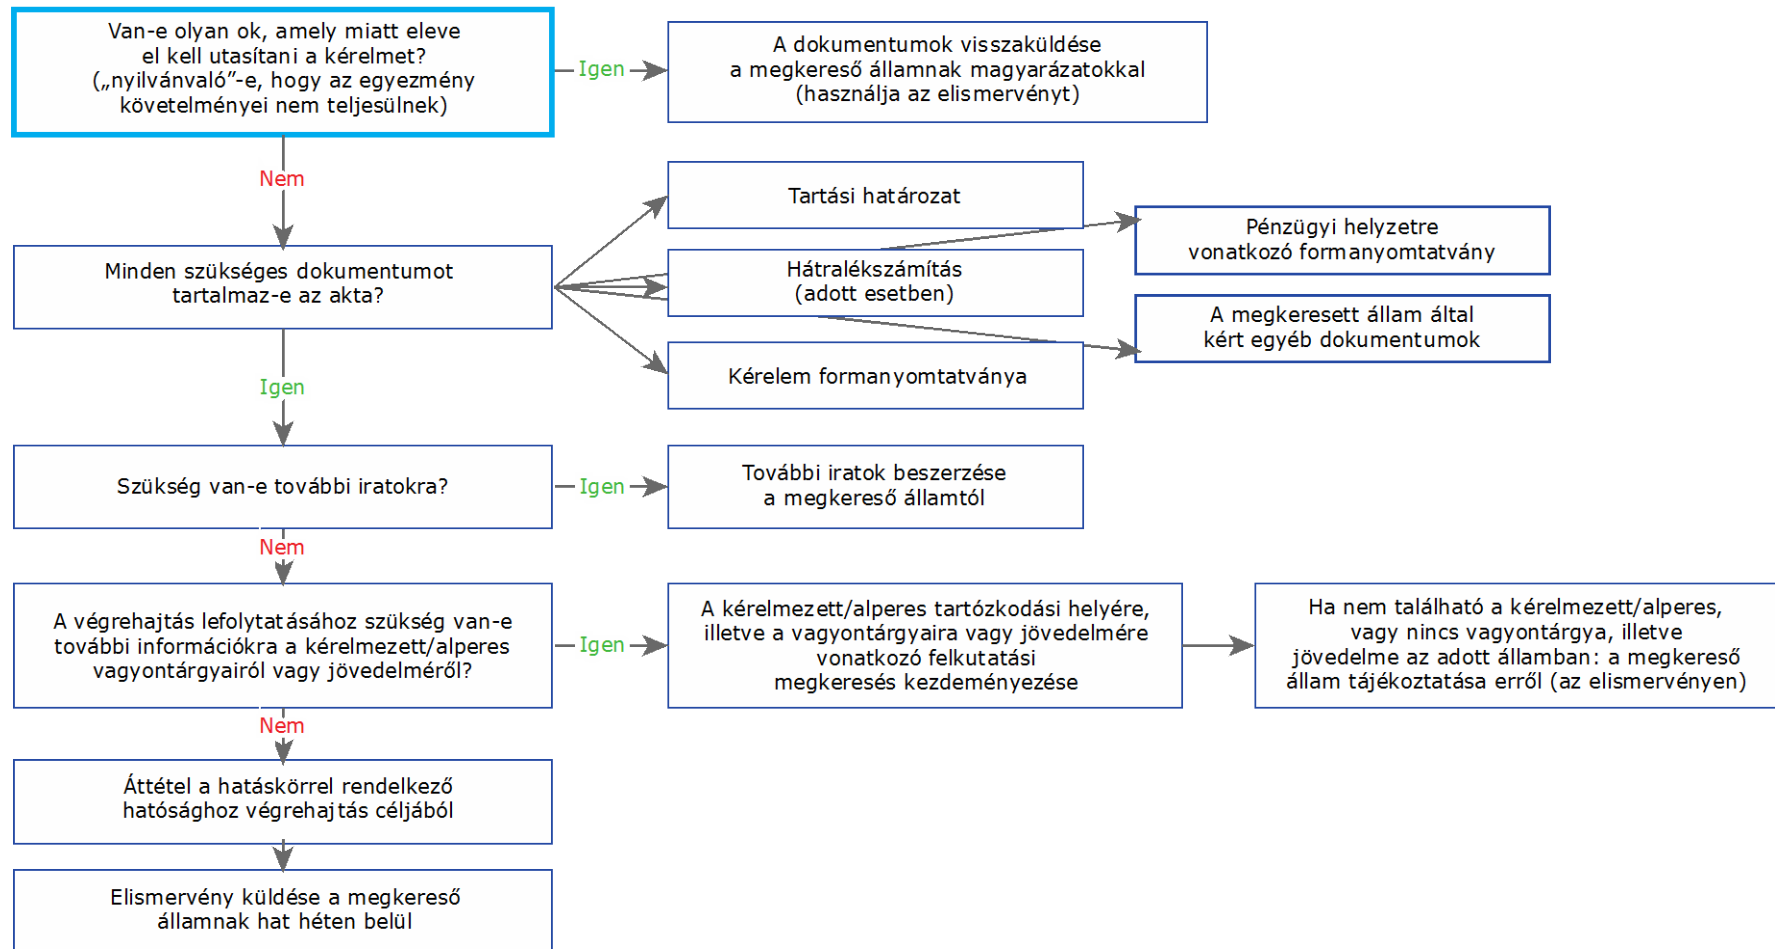 Van-e olyan ok, amely miatt eleve
el kell utasítani a kérelmet?
(„nyilvánvaló”-e, hogy az egyezmény
követelményei nem teljesülnek)
Igen
A dokumentumok visszaküldése
a megkereső államnak magyarázatokkal
(használja az elismervényt)
Nem
Minden szükséges dokumentumot
tartalmaz-e az akta?
Tartási határozat
Hátralékszámítás
(adott esetben)
Kérelem formanyomtatványa
Pénzügyi helyzetre
vonatkozó formanyomtatvány
A megkeresett állam által
kért egyéb dokumentumok
Igen
Szükség van-e további iratokra?
Igen
További iratok beszerzése
a megkereső államtól
Nem
A végrehajtás lefolytatásához szükség van-e
további információkra a kérelmezett/alperes
vagyontárgyairól vagy jövedelméről?
Igen
A kérelmezett/alperes tartózkodási helyére,
illetve a vagyontárgyaira vagy jövedelmére
vonatkozó felkutatási
megkeresés kezdeményezése
Ha nem található a kérelmezett/alperes,
vagy nincs vagyontárgya, illetve
jövedelme az adott államban: a megkereső
állam tájékoztatása erről (az elismervényen)
Nem
Áttétel a hatáskörrel rendelkező
hatósághoz végrehajtás céljából
Elismervény küldése a megkereső
államnak hat héten belül